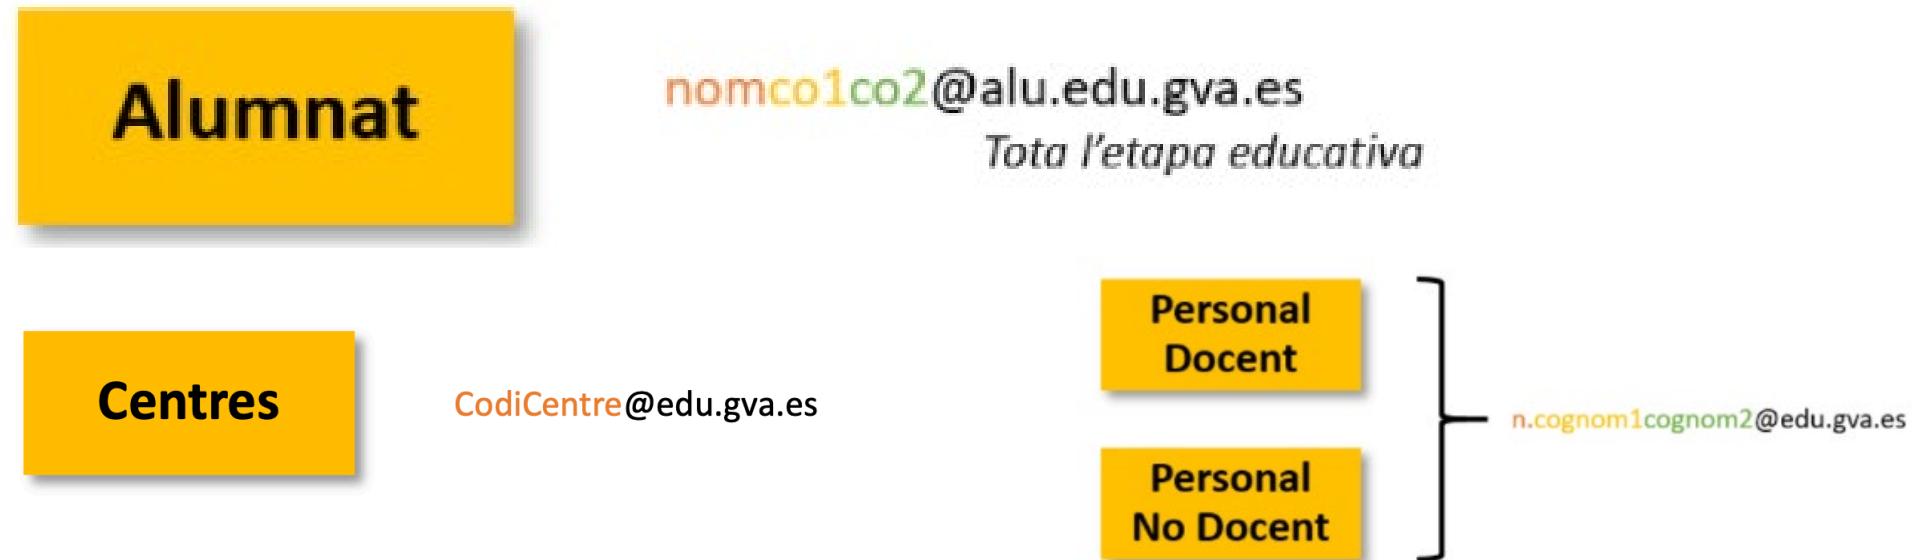 Alumnat
nomco1co2@alu.edu.gva.es
Tota l'etapa educativa
Centres
CodiCentre@edu.gva.es
Personal
Docent
Personal
No Docent
n.cognom1cognom2@edu.gva.es